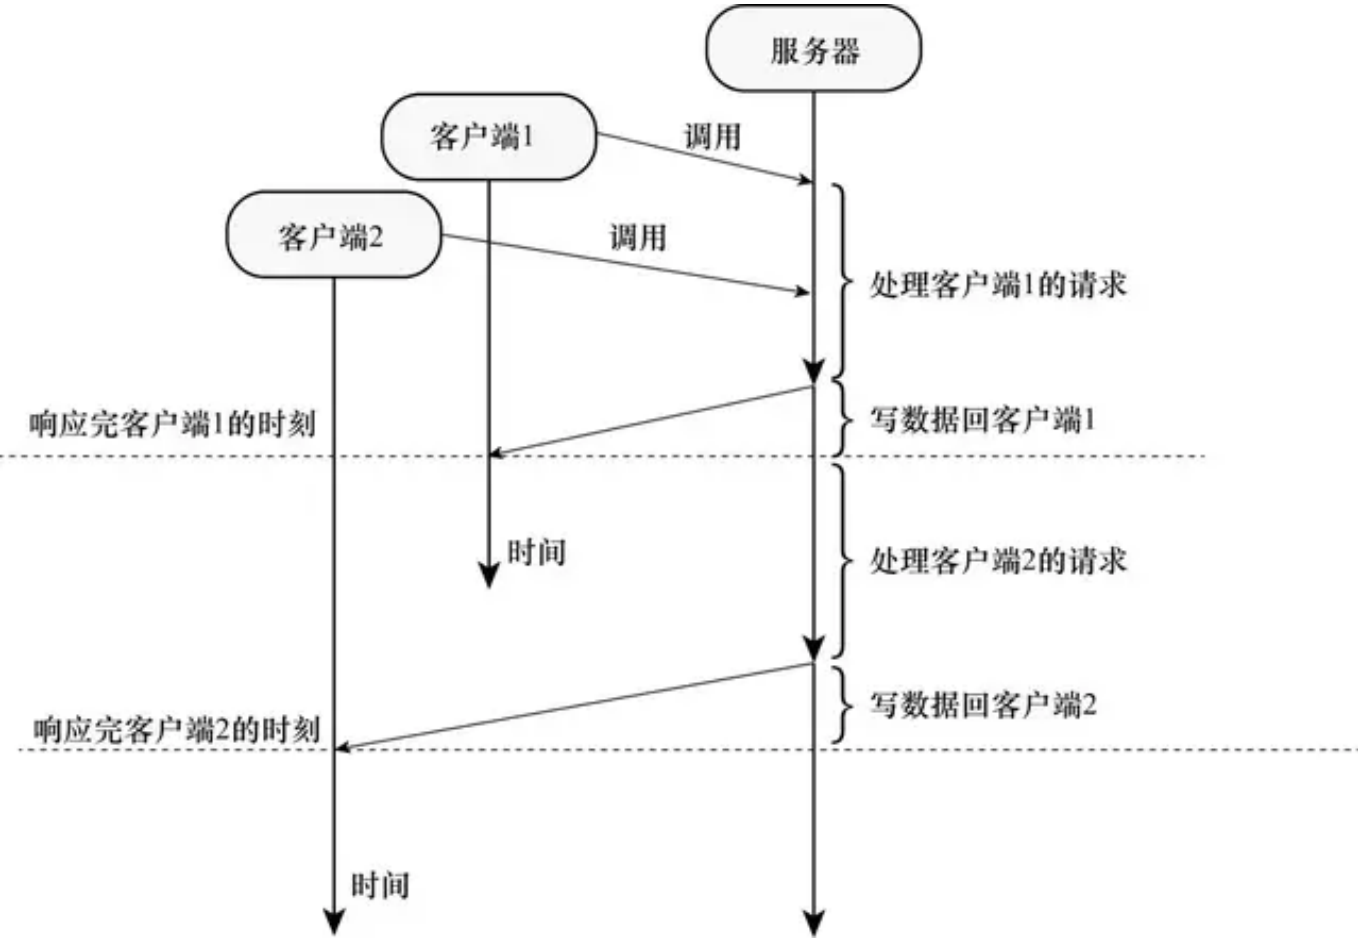 服务器
客户端1
调用
客户端2
调用
处理客户端1的请求
响应完客户端1的时刻
写数据回客户端1
时间
处理客户端2的请求
写数据回客户端2
响应完客户端2的时刻
时间